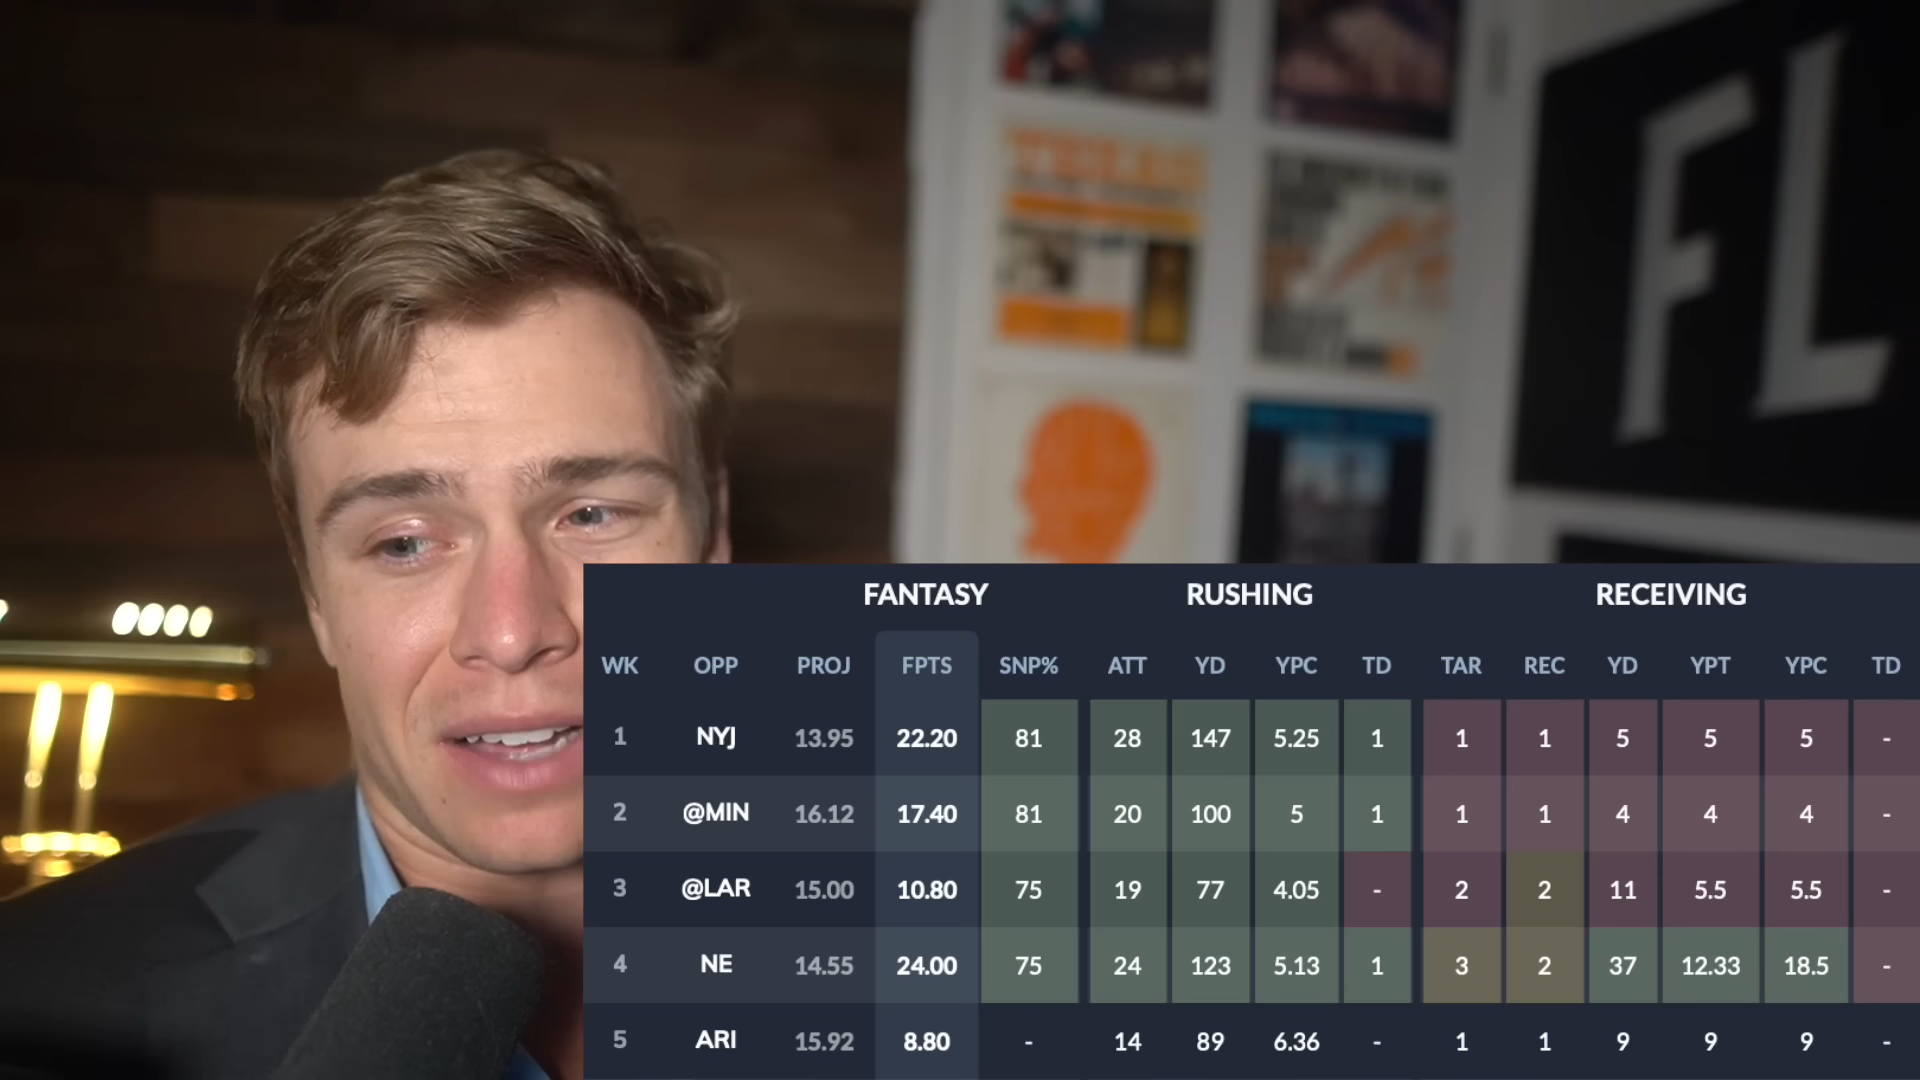 FL
FANTASY RUSHING RECEIVING
WK OPP PROJ FPTS SNP% ATT YD YPC TD TAR REC YD YPT YPC TD
1 NYJ 13.95 22.20 81 28 147 5.25 1 1 1 5 5 5 -
2 @MIN 16.12 17.40 81 20 100 5 1 1 1 4 4 4 -
3 @LAR 15.00 10.80 75 19 77 4.05 - 2 2 11 5.5 5.5 -
4 NE 14.55 24.00 75 24 123 5.13 1 3 2 37 12.33 18.5 -
5 ARI 15.92 8.80 - 14 89 6.36 - 1 1 9 9 9 -